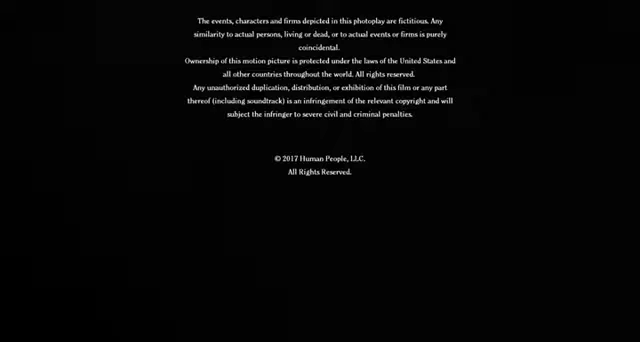 The events, characters and firms depicted in this photoplay are fictitious. Any
similarity to actual persons, living or dead, or to actual events or firms is purely
coincidental.
Ownership of this motion picture is protected under the laws of the United States and
all other countries throughout the world. All rights reserved.
Any unauthorized duplication, distribution, or exhibition of this film or any part
thereof (including soundtrack) is an infringement of the relevant copyright and will
subject the infringer to severe civil and criminal penalties.
© 2017 Human People, LLC.
All Rights Reserved.